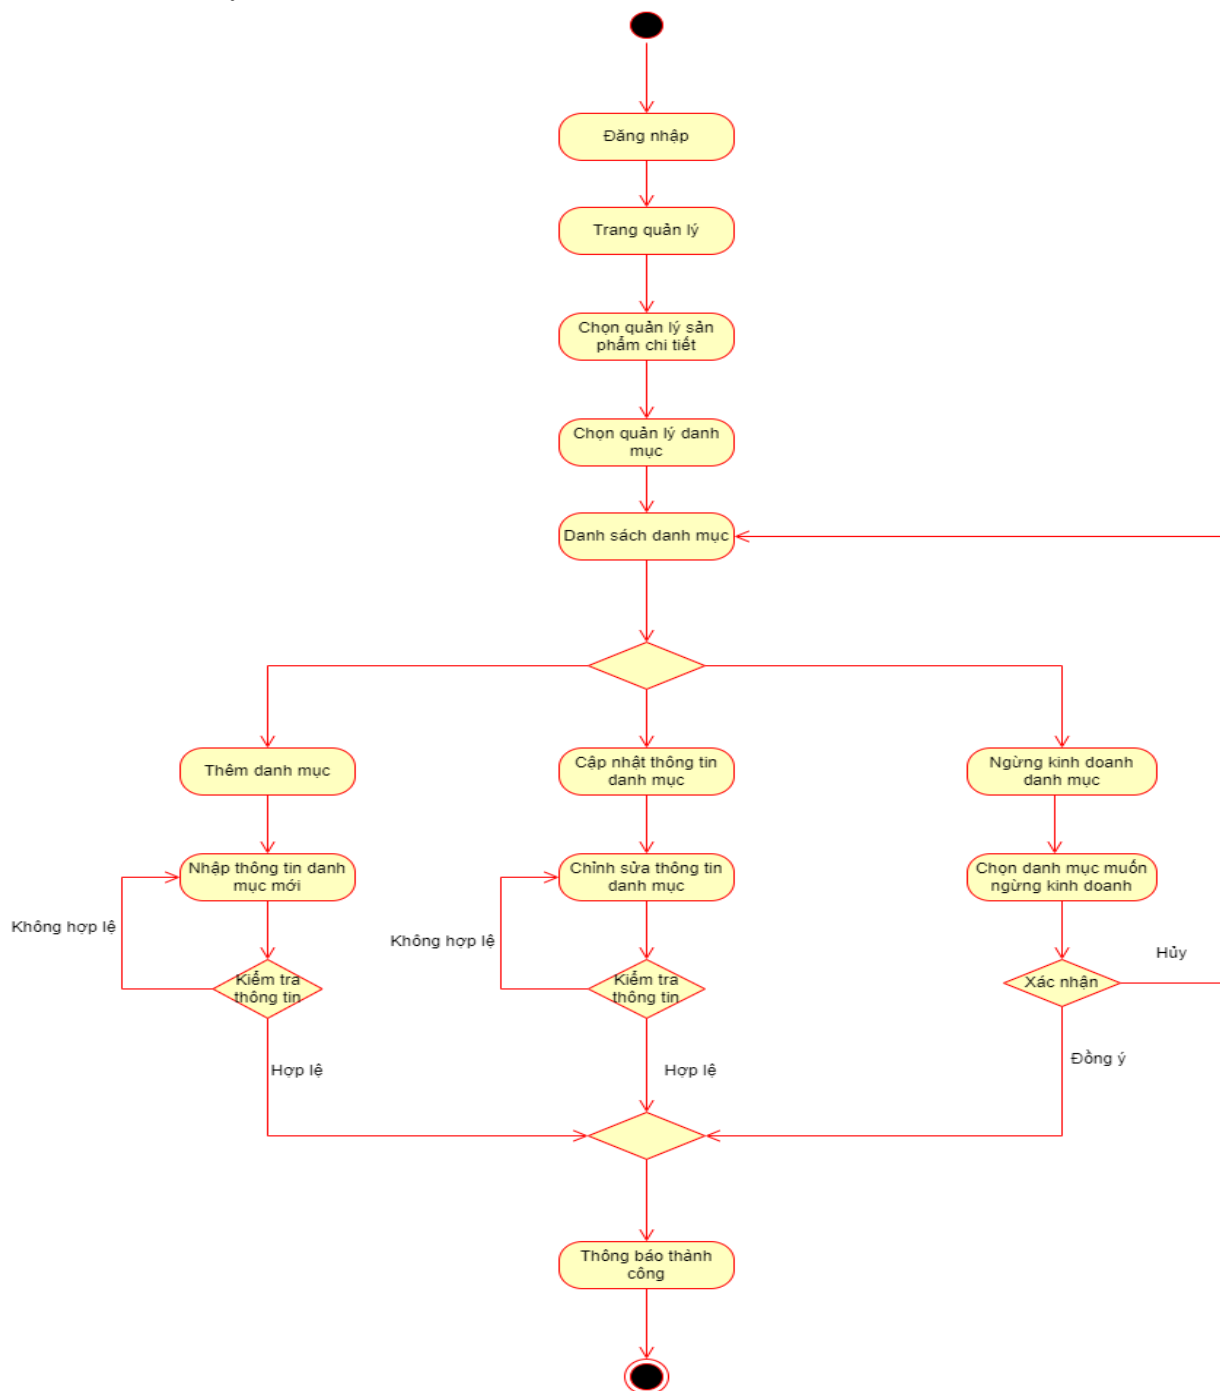 Đăng nhập
Trang quản lý
Chọn quản lý sản
phẩm chi tiết
Chọn quản lý danh
mục
Danh sách danh mục
Thêm danh mục
Cập nhật thông tin
danh mục
Ngừng kinh doanh
danh mục
Nhập thông tin danh
mục mới
Chỉnh sửa thông tin
danh mục
Chọn danh mục muốn
ngừng kinh doanh
Không hợp lệ
Không hợp lệ
Hủy
Kiểm tra
thông tin
Kiểm tra
thông tin
Xác nhận
Hợp lệ
Hợp lệ
Đồng ý
Thông báo thành
công